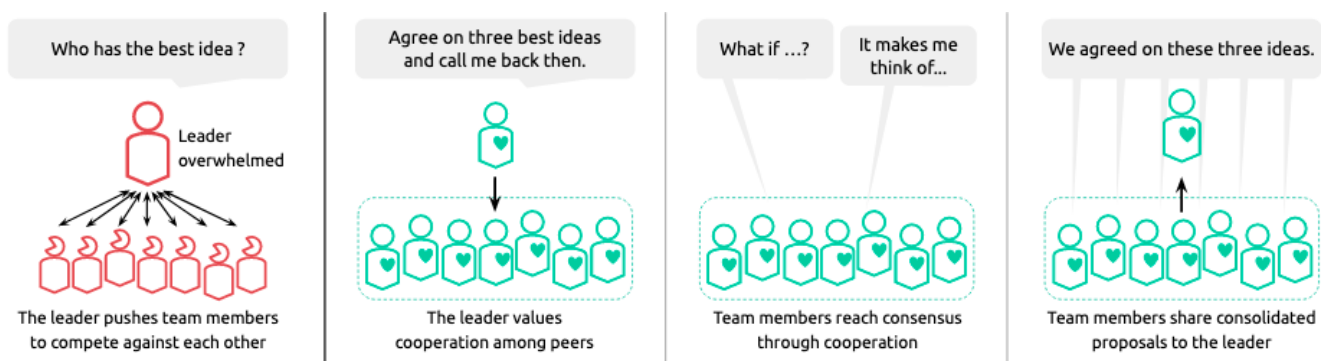 Who has the best idea ?
Leader
overwhelmed
The leader pushes team members
to compete against each other
Agree on three best ideas
and call me back then.
The leader values
cooperation among peers
What if ...?
It makes me
think of...
Team members reach consensus
through cooperation
We agreed on these three ideas.
Team members share consolidated
proposals to the leader